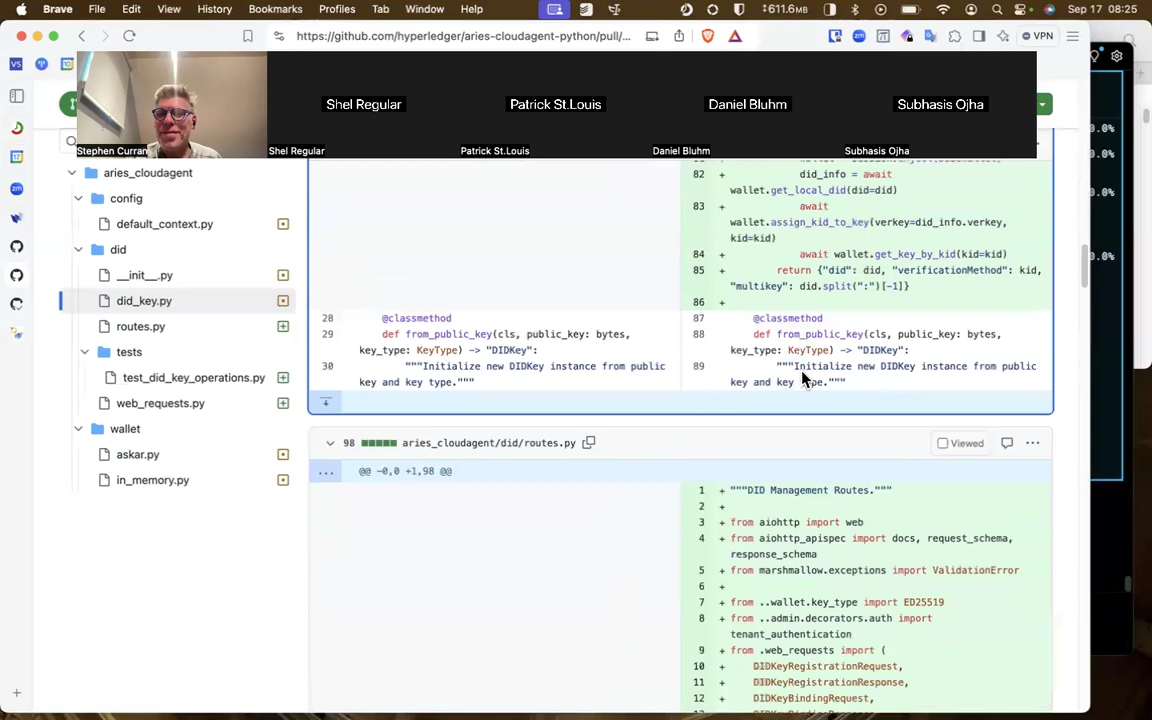 Brave File Edit View History Bookmarks Profiles Tab Window Help
611.6mB
Sep 17 08:25
https://github.com/hyperledger/aries-cloudagent-python/pull/...
VPN
Shel Regular
Patrick St.Louis
Daniel Bluhm
Subhasis Ojha
Stephen Curran
Shel Regular
Patrick St.Louis
Daniel Bluhm
Subhasis Ojha
aries_cloudagent
config
default_context.py
did
__init__.py
did_key.py
routes.py
tests
test_did_key_operations.py
web_requests.py
wallet
askar.py
in_memory.py
82 + did_info = await
wallet.get_local_did(did=did)
83 + await
wallet.assign_kid_to_key(verkey=did_info.verkey,
kid=kid)
84 + await wallet.get_key_by_kid(kid=kid)
85 + return {"did": did, "verificationMethod": kid,
"multikey": did.split(":")[-1]}
86 +
28 @classmethod
29 def from_public_key(cls, public_key: bytes,
key_type: KeyType) -> "DIDKey":
30 """Initialize new DIDKey instance from public
key and key type."""
87 @classmethod
88 def from_public_key(cls, public_key: bytes,
key_type: KeyType) -> "DIDKey":
89 """Initialize new DIDKey instance from public
key and key type."""
98 aries_cloudagent/did/routes.py
Viewed
...
@@ -0,0 +1,98 @@
1 + """DID Management Routes."""
2 +
3 + from aiohttp import web
4 + from aiohttp_apispec import docs, request_schema,
response_schema
5 + from marshmallow.exceptions import ValidationError
6 +
7 + from ..wallet.key_type import ED25519
8 + from ..admin.decorators.auth import
tenant_authentication
9 + from .web_requests import (
10 + DIDKeyRegistrationRequest,
11 + DIDKeyRegistrationResponse,
12 + DIDKeyBindingRequest,